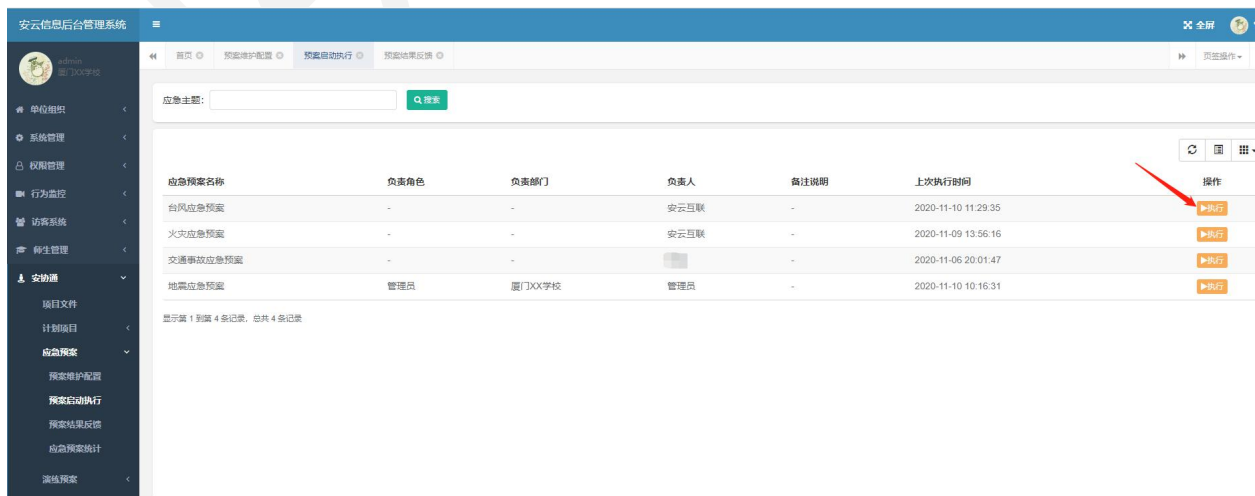 安云信息后台管理系统
全屏
admin
厦门XX学校
首页
预案维护配置
预案启动执行
预案结果反馈
页签操作
应急主题：
搜索
单位组织
系统管理
权限管理
行为监控
访客系统
师生管理
安协通
项目文件
计划项目
应急预案
预案维护配置
预案启动执行
预案结果反馈
应急预案统计
演练预案
应急预案名称 负责角色 负责部门 负责人 备注说明 上次执行时间 操作
台风应急预案 - - 安云互联 - 2020-11-10 11:29:35 执行
火灾应急预案 - - 安云互联 - 2020-11-09 13:56:16 执行
交通事故应急预案 - - - 2020-11-06 20:01:47 执行
地震应急预案 管理员 厦门XX学校 管理员 - 2020-11-10 10:16:31 执行
显示第 1 到第 4 条记录，总共 4 条记录